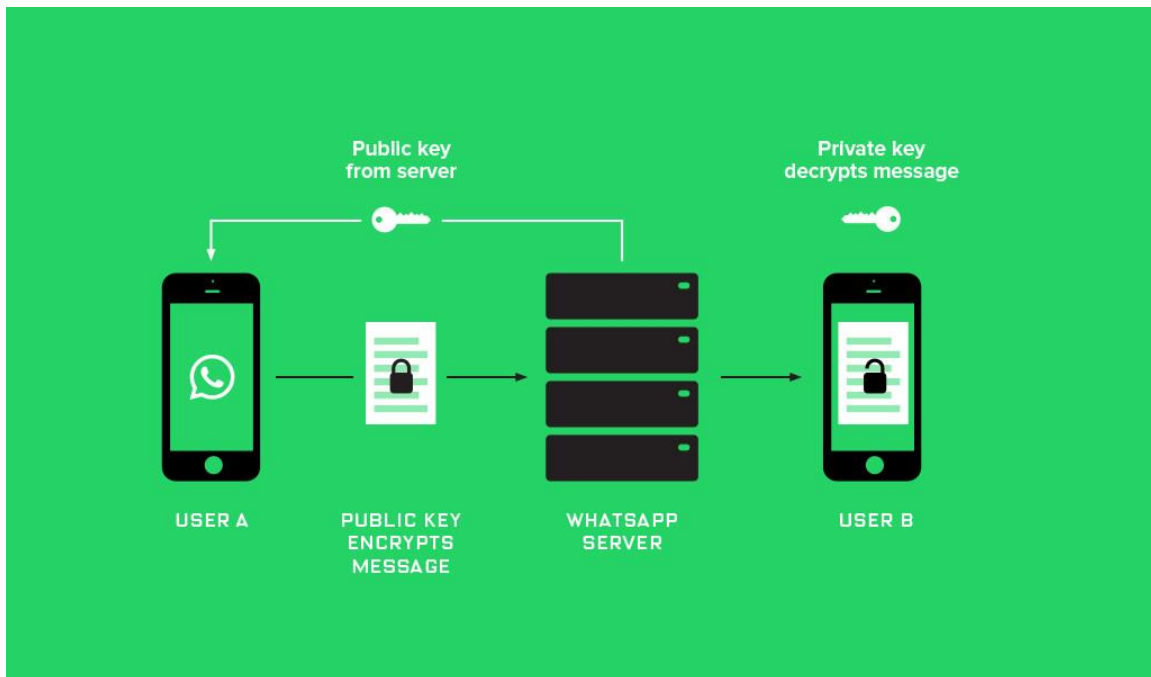 Public key
from server
Private key
decrypts message
USER A
PUBLIC KEY
ENCRYPTS
MESSAGE
WHATSAPP
SERVER
USER B